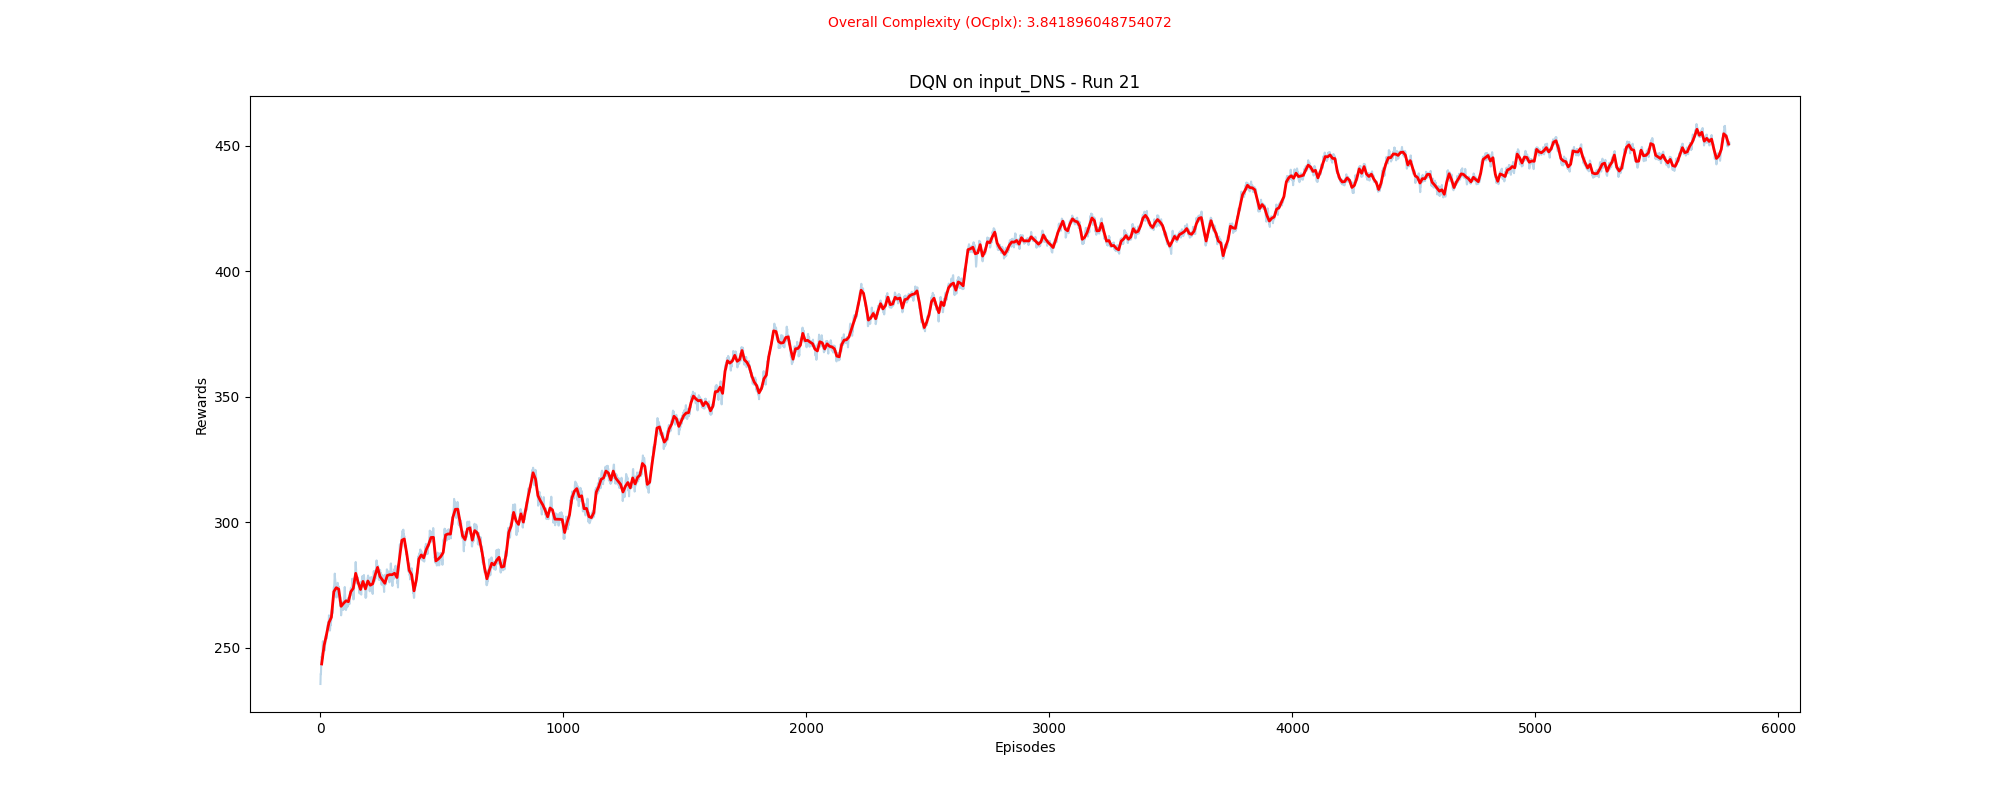 Overall Complexity (OCplx): 3.841896048754072
DQN on input_DNS - Run 21
Rewards
450
400
350
300
250
0 1000 2000 3000 4000 5000 6000
Episodes